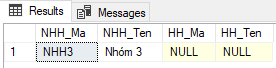 Results Messages
NHH_Ma NHH_Ten HH_Ma HH_Ten
1 NHH3 Nhóm 3 NULL NULL